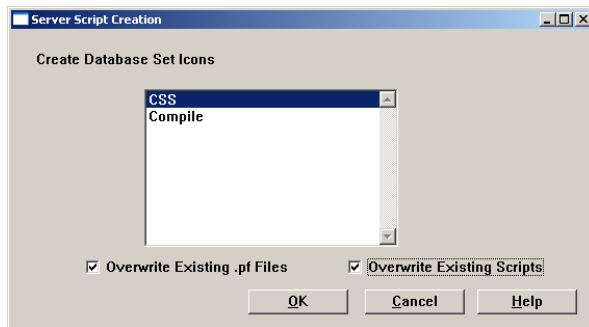 Server Script Creation
Create Database Set Icons
CSS
Compile
Overwrite Existing .pf Files
Overwrite Existing Scripts
OK
Cancel
Help